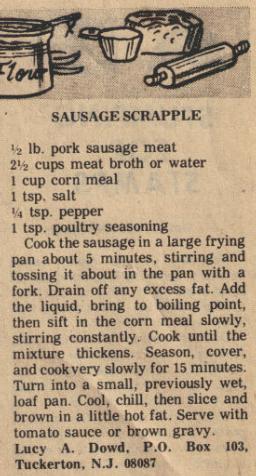 Flour
SAUSAGE SCRAPPLE
½ lb. pork sausage meat
2½ cups meat broth or water
1 cup corn meal
1 tsp. salt
¼ tsp. pepper
1 tsp. poultry seasoning
Cook the sausage in a large frying
pan about 5 minutes, stirring and
tossing it about in the pan with a
fork. Drain off any excess fat. Add
the liquid, bring to boiling point,
then sift in the corn meal slowly,
stirring constantly. Cook until the
mixture thickens. Season, cover,
and cook very slowly for 15 minutes.
Turn into a small, previously wet,
loaf pan. Cool, chill, then slice and
brown in a little hot fat. Serve with
tomato sauce or brown gravy.
Lucy A. Dowd, P.O. Box 103,
Tuckerton, N.J. 08087